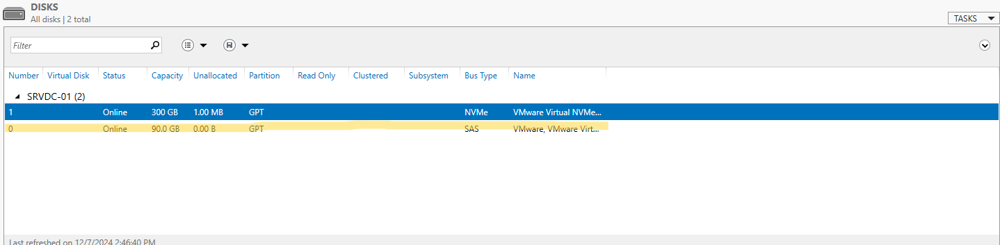 DISKS
All disks | 2 total
TASKS
Filter
Number Virtual Disk Status Capacity Unallocated Partition Read Only Clustered Subsystem Bus Type Name
SRVDC-01 (2)
1 Online 300 GB 1.00 MB GPT NVMe VMware Virtual NVMe...
0 Online 90.0 GB 0.00 B GPT SAS VMware, VMware Virt...
Last refreshed on 12/7/2024 2:46:40 PM